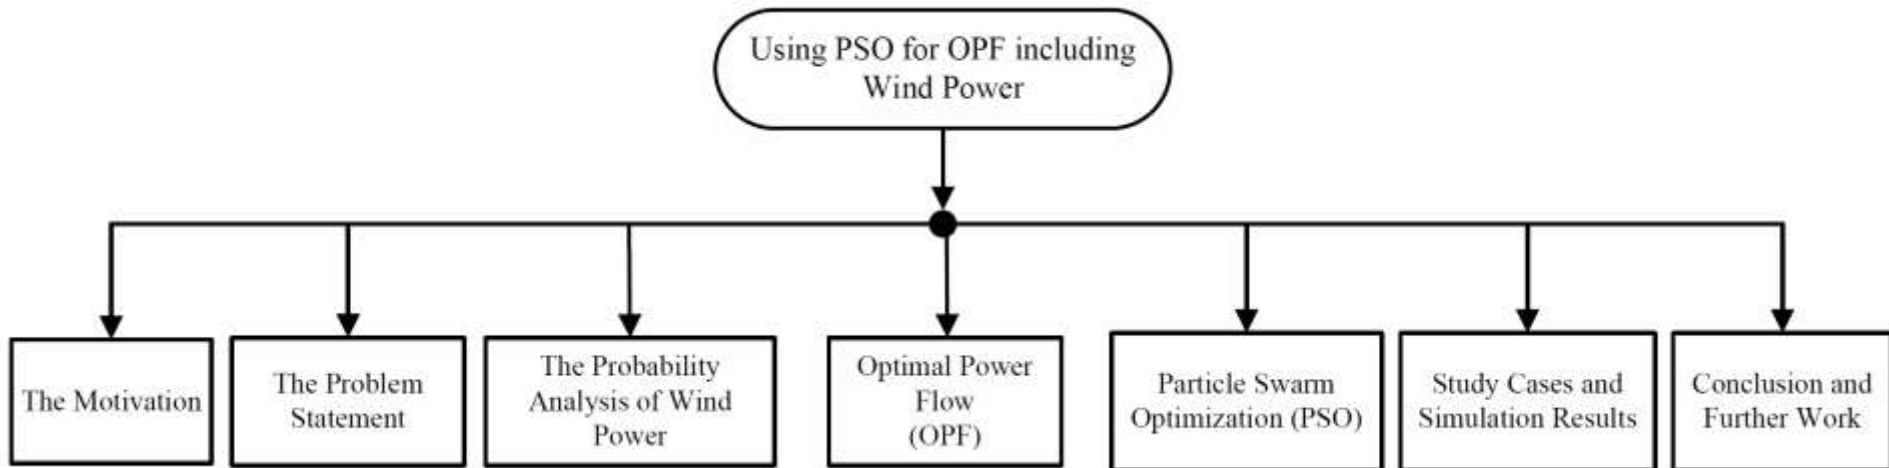 Using PSO for OPF including
Wind Power
The Motivation
The Problem
Statement
The Probability
Analysis of Wind
Power
Optimal Power
Flow
(OPF)
Particle Swarm
Optimization (PSO)
Study Cases and
Simulation Results
Conclusion and
Further Work